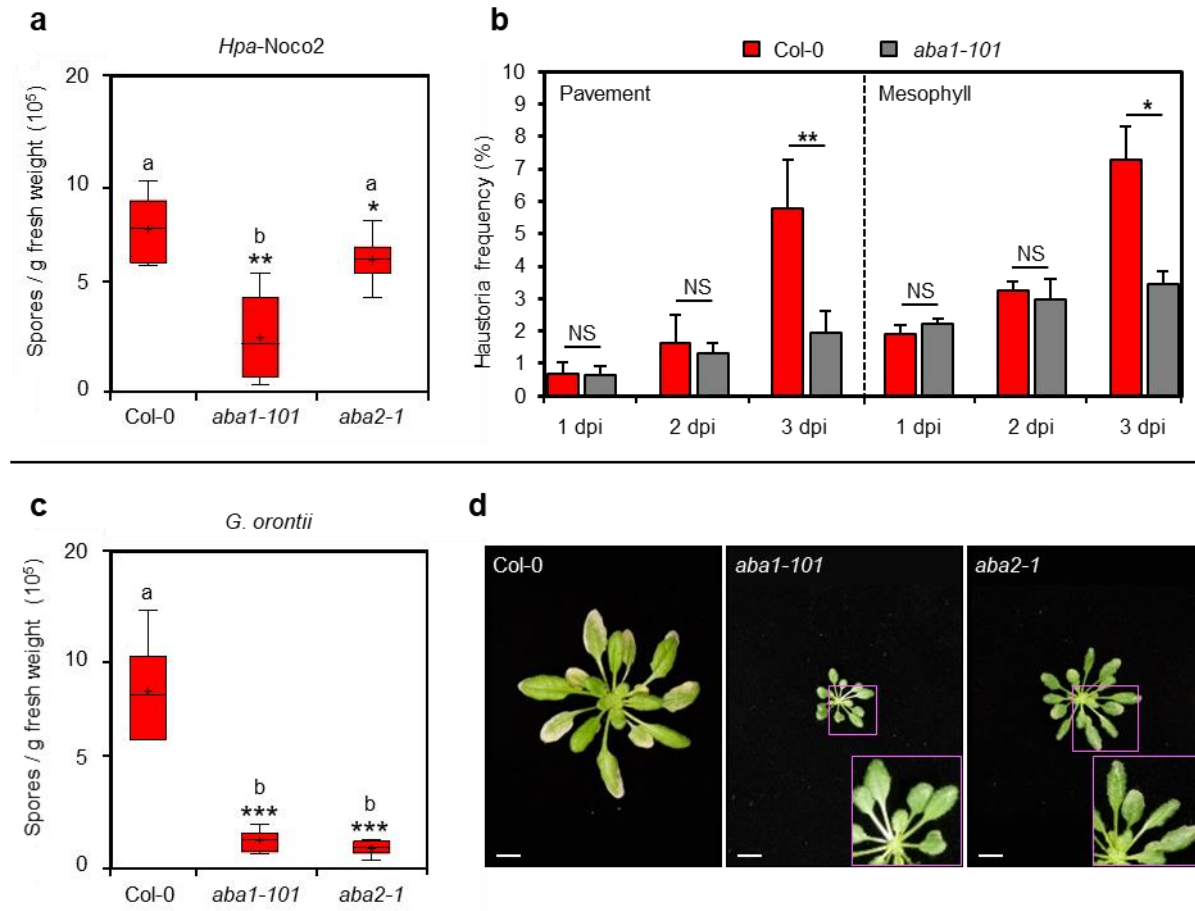 a
Hpa-Noco2
Spores / g fresh weight (10⁵)
20
10
5
0
a
b
**
a
*
Col-0 aba1-101 aba2-1
b
Col-0 aba1-101
Haustoria frequency (%)
10
9
8
7
6
5
4
3
2
1
0
Pavement Mesophyll
NS NS ** NS NS *
1 dpi 2 dpi 3 dpi 1 dpi 2 dpi 3 dpi
c
G. orontii
Spores / g fresh weight (10⁵)
20
10
5
0
a
b
***
b
***
Col-0 aba1-101 aba2-1
d
Col-0 aba1-101 aba2-1